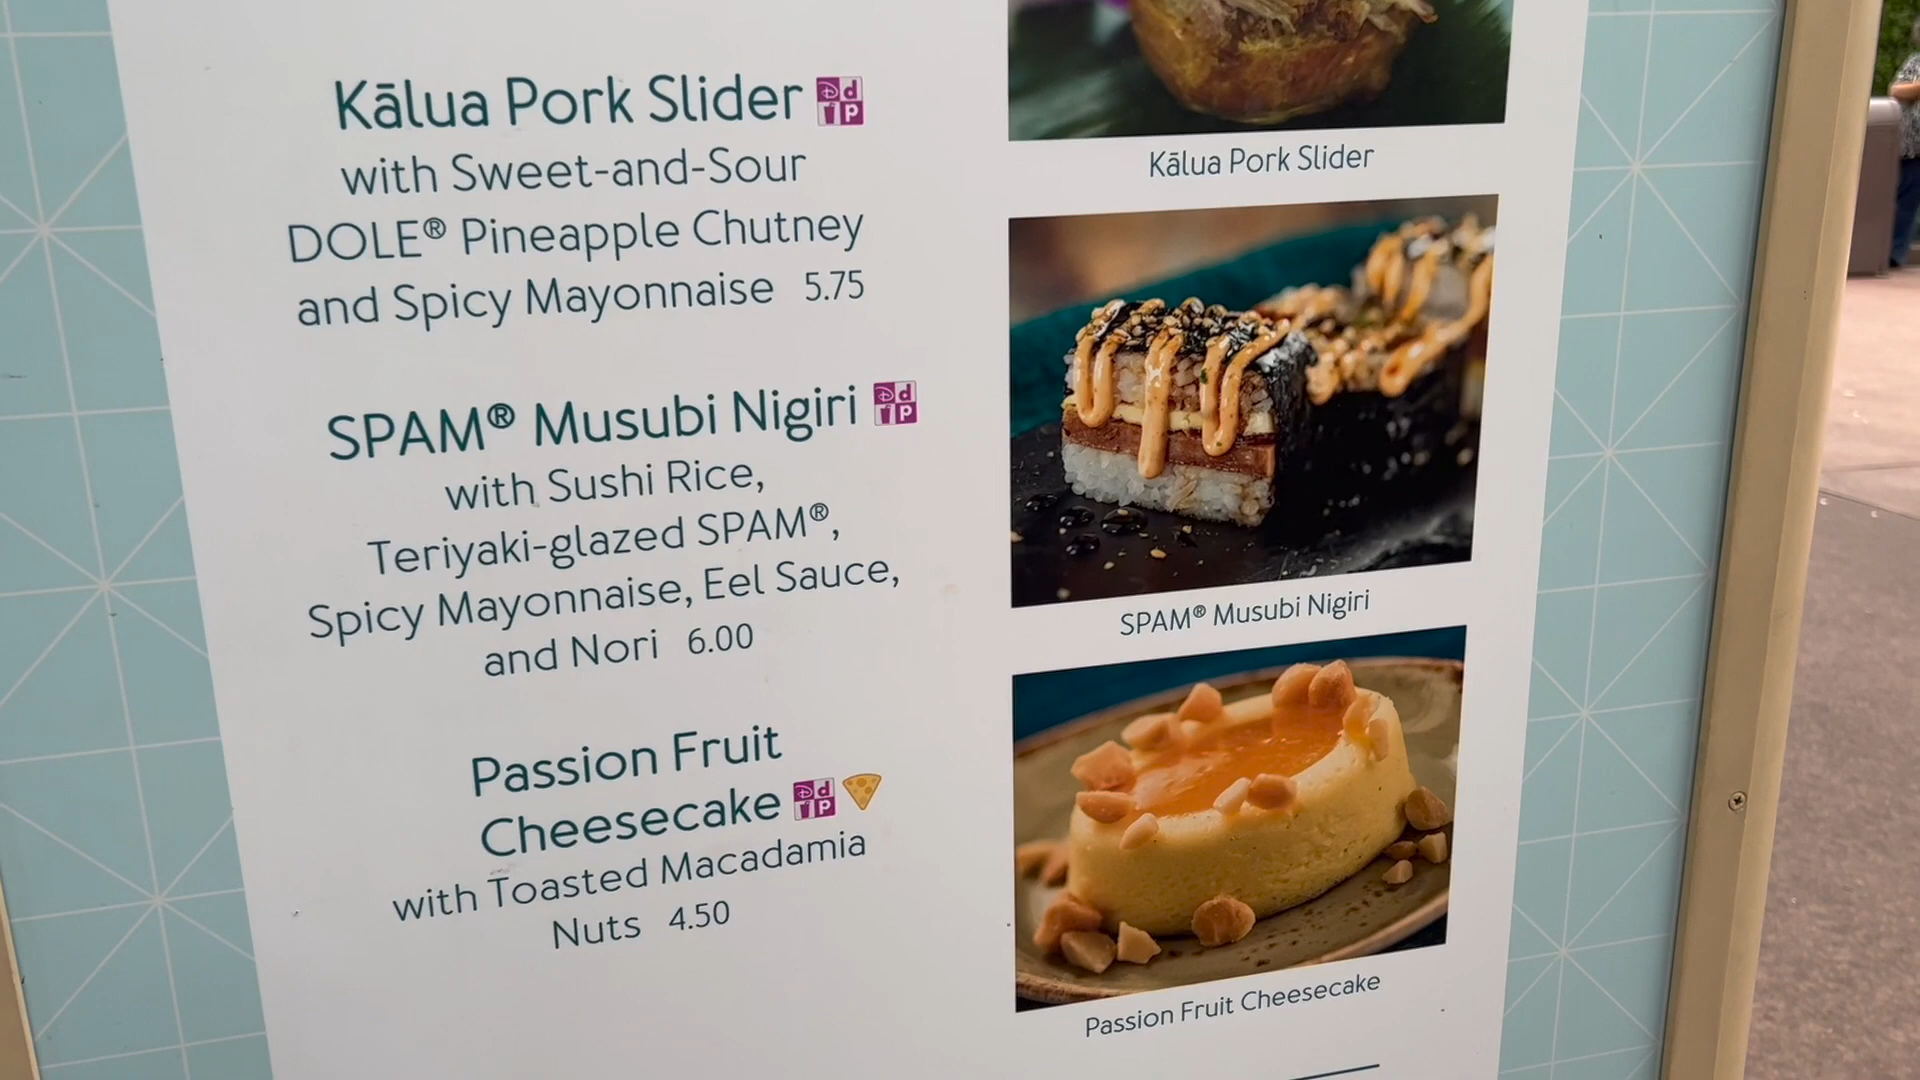 Kālua Pork Slider
with Sweet-and-Sour
DOLE® Pineapple Chutney
and Spicy Mayonnaise 5.75
SPAM® Musubi Nigiri
with Sushi Rice,
Teriyaki-glazed SPAM®,
Spicy Mayonnaise, Eel Sauce,
and Nori 6.00
Passion Fruit
Cheesecake
with Toasted Macadamia
Nuts 4.50
Kālua Pork Slider
SPAM® Musubi Nigiri
Passion Fruit Cheesecake